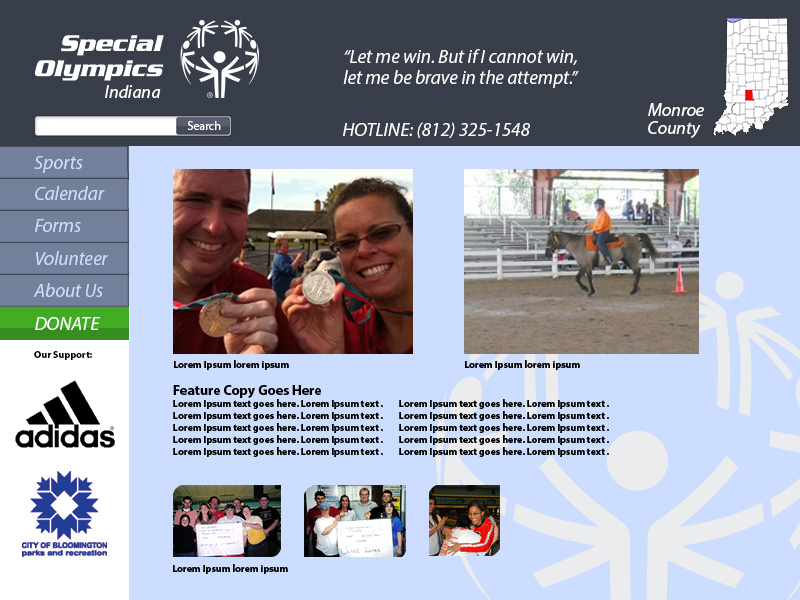 Special
Olympics
Indiana
®
“Let me win. But if I cannot win,
let me be brave in the attempt.”
HOTLINE: (812) 325-1548
Monroe
County
Search
Sports
Calendar
Forms
Volunteer
About Us
DONATE
Our Support:
adidas®
CITY OF BLOOMINGTON
parks and recreation
Lorem Ipsum lorem ipsum
Lorem Ipsum lorem ipsum
Feature Copy Goes Here
Lorem Ipsum text goes here. Lorem Ipsum text .
Lorem Ipsum text goes here. Lorem Ipsum text .
Lorem Ipsum text goes here. Lorem Ipsum text .
Lorem Ipsum text goes here. Lorem Ipsum text .
Lorem Ipsum text goes here. Lorem Ipsum text .
Lorem Ipsum text goes here. Lorem Ipsum text .
Lorem Ipsum text goes here. Lorem Ipsum text .
Lorem Ipsum text goes here. Lorem Ipsum text .
Lorem Ipsum text goes here. Lorem Ipsum text .
Lorem Ipsum text goes here. Lorem Ipsum text .
Lorem Ipsum lorem ipsum